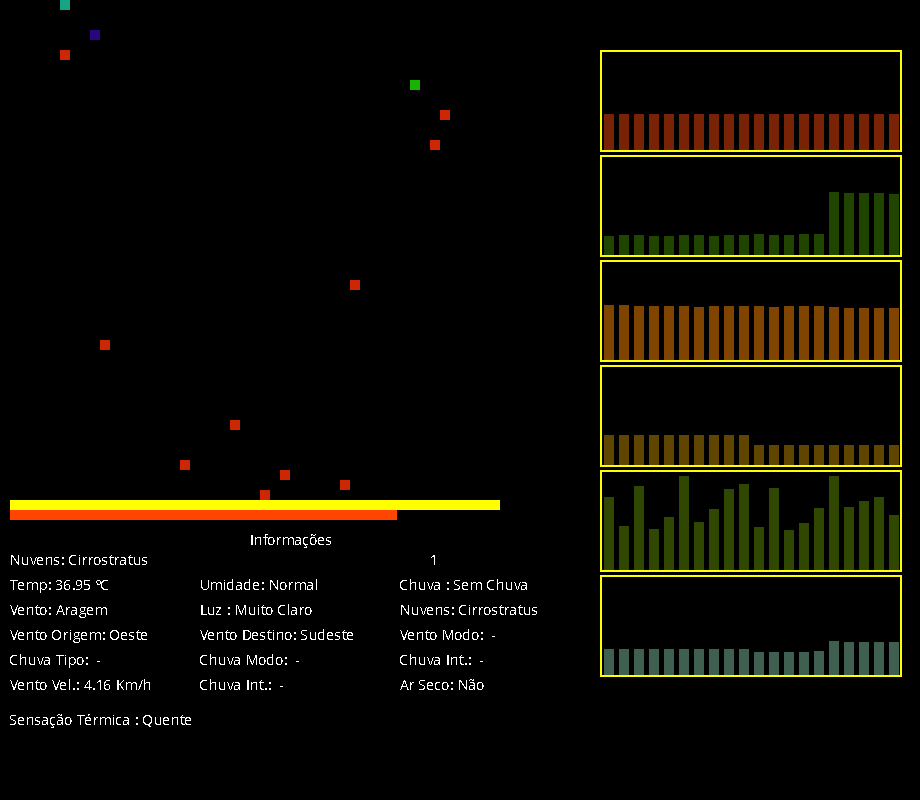 Informações
Nuvens: Cirrostratus 1
Temp: 36.95 ºC Umidade: Normal Chuva : Sem Chuva
Vento: Aragem Luz : Muito Claro Nuvens: Cirrostratus
Vento Origem: Oeste Vento Destino: Sudeste Vento Modo: -
Chuva Tipo: - Chuva Modo: - Chuva Int.: -
Vento Vel.: 4.16 Km/h Chuva Int.: - Ar Seco: Não
Sensação Térmica : Quente